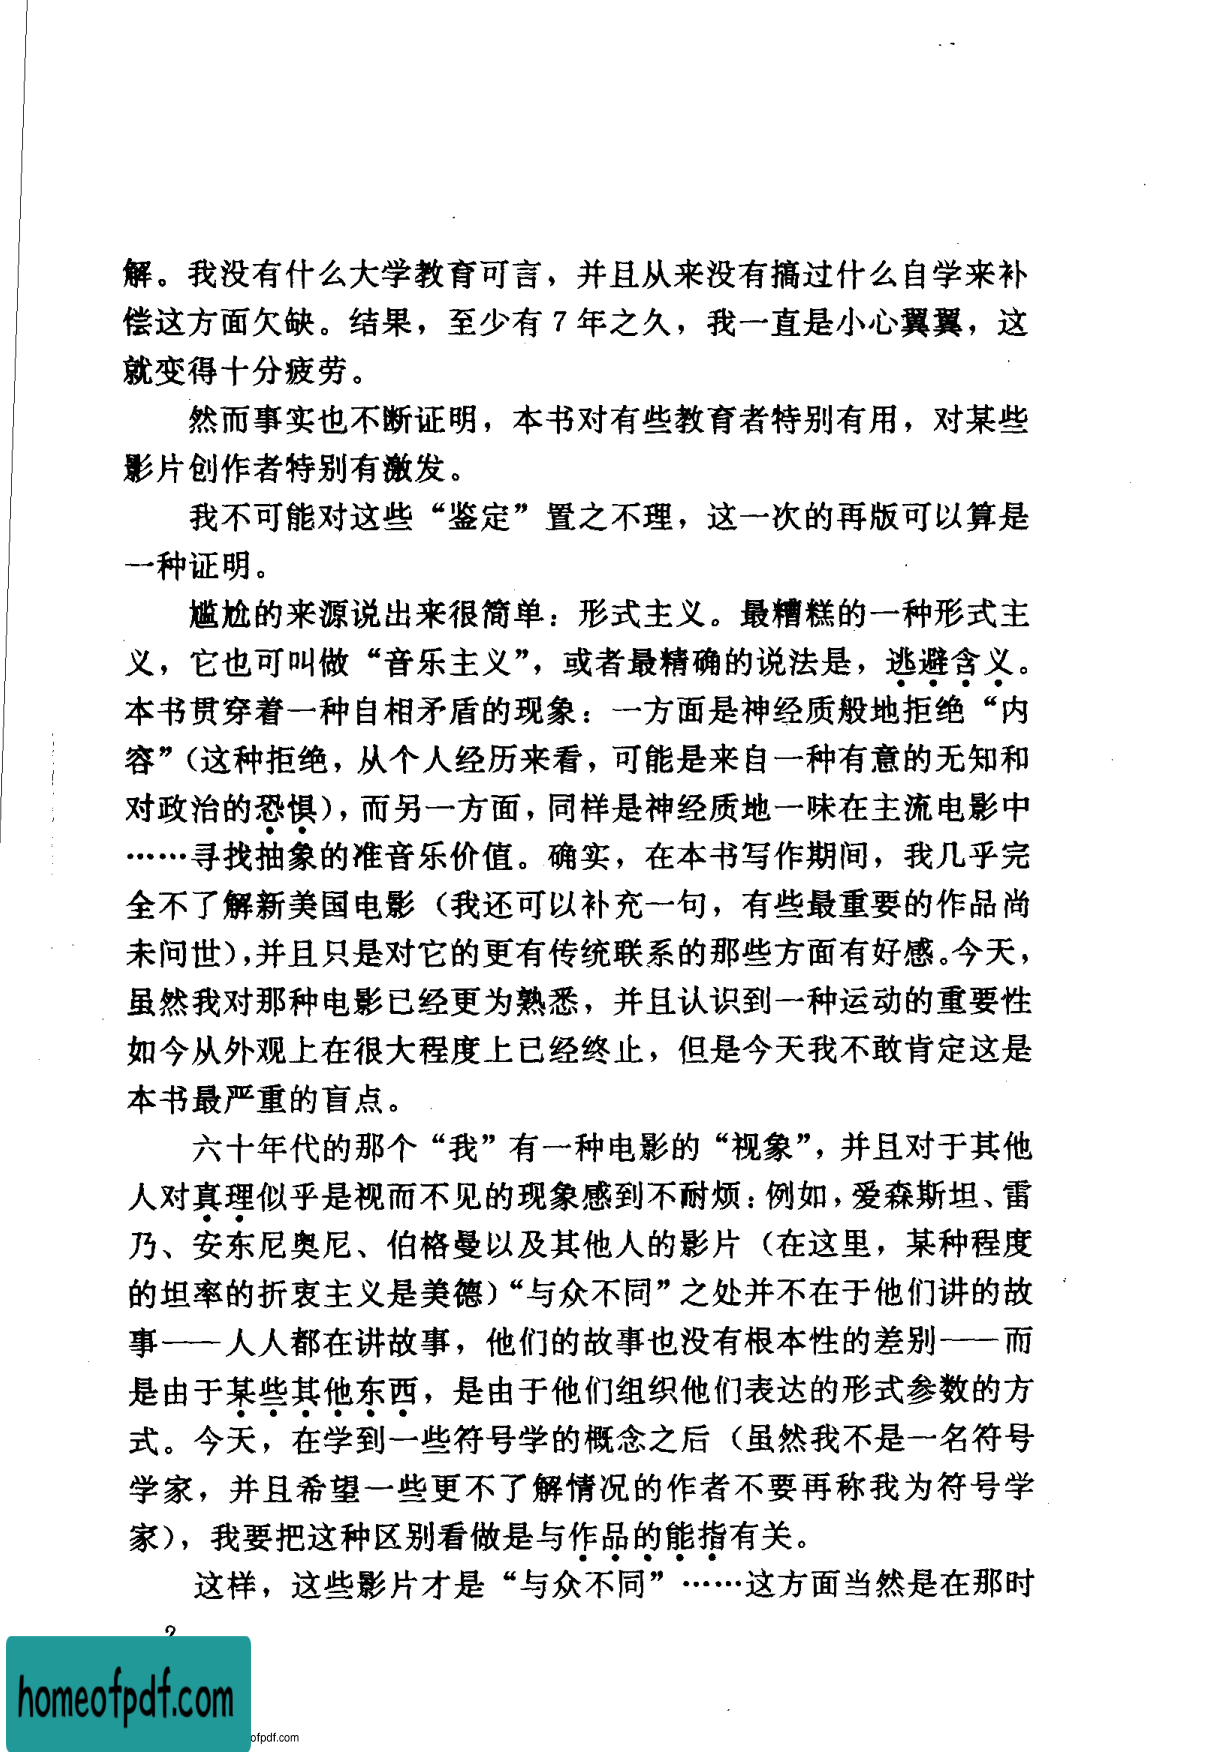 解。我没有什么大学教育可言，并且从来没有搞过什么自学来补
偿这方面欠缺。结果，至少有7年之久，我一直是小心翼翼，这
就变得十分疲劳。
然而事实也不断证明，本书对有些教育者特别有用，对某些
影片创作者特别有激发。
我不可能对这些“鉴定”置之不理，这一次的再版可以算是
一种证明。
尴尬的来源说出来很简单：形式主义。最糟糕的一种形式主
义，它也可叫做“音乐主义”，或者最精确的说法是，逃避含义。
本书贯穿着一种自相矛盾的现象：一方面是神经质般地拒绝“内
容”（这种拒绝，从个人经历来看，可能是来自一种有意的无知和
对政治的恐惧），而另一方面，同样是神经质地一味在主流电影中
……寻找抽象的准音乐价值。确实，在本书写作期间，我几乎完
全不了解新美国电影（我还可以补充一句，有些最重要的作品尚
未问世），并且只是对它的更有传统联系的那些方面有好感。今天，
虽然我对那种电影已经更为熟悉，并且认识到一种运动的重要性
如今从外观上在很大程度上已经终止，但是今天我不敢肯定这是
本书最严重的盲点。
六十年代的那个“我”有一种电影的“视象”，并且对于其他
人对真理似乎是视而不见的现象感到不耐烦：例如，爱森斯坦、雷
乃、安东尼奥尼、伯格曼以及其他人的影片（在这里，某种程度
的坦率的折衷主义是美德）“与众不同”之处并不在于他们讲的故
事——人人都在讲故事，他们的故事也没有根本性的差别——而
是由于某些其他东西，是由于他们组织他们表达的形式参数的方
式。今天，在学到一些符号学的概念之后（虽然我不是一名符号
学家，并且希望一些更不了解情况的作者不要再称我为符号学
家），我要把这种区别看做是与作品的能指有关。
这样，这些影片才是“与众不同”……这方面当然是在那时
2
homeofpdf.com
ofpdf.com